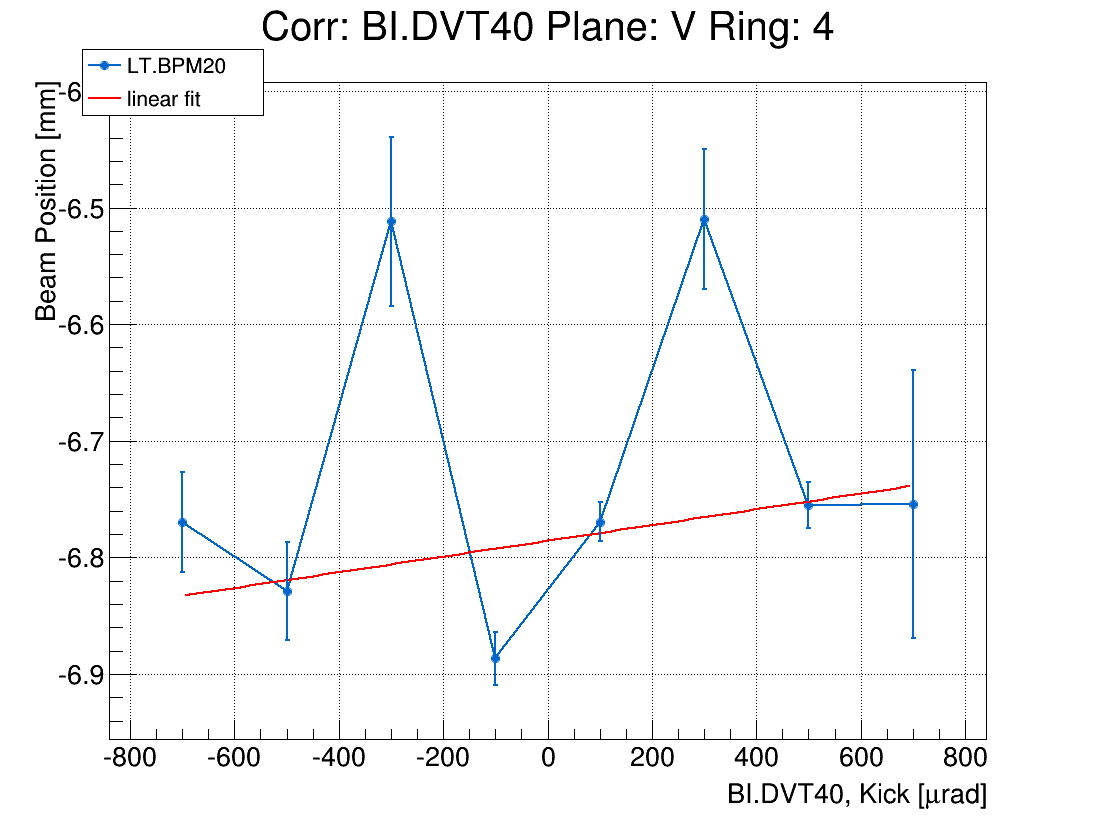 Corr: BI.DVT40 Plane: V Ring: 4
LT.BPM20
linear fit
Beam Position [mm]
-6
-6.5
-6.6
-6.7
-6.8
-6.9
-800 -600 -400 -200 0 200 400 600 800
BI.DVT40, Kick [μrad]